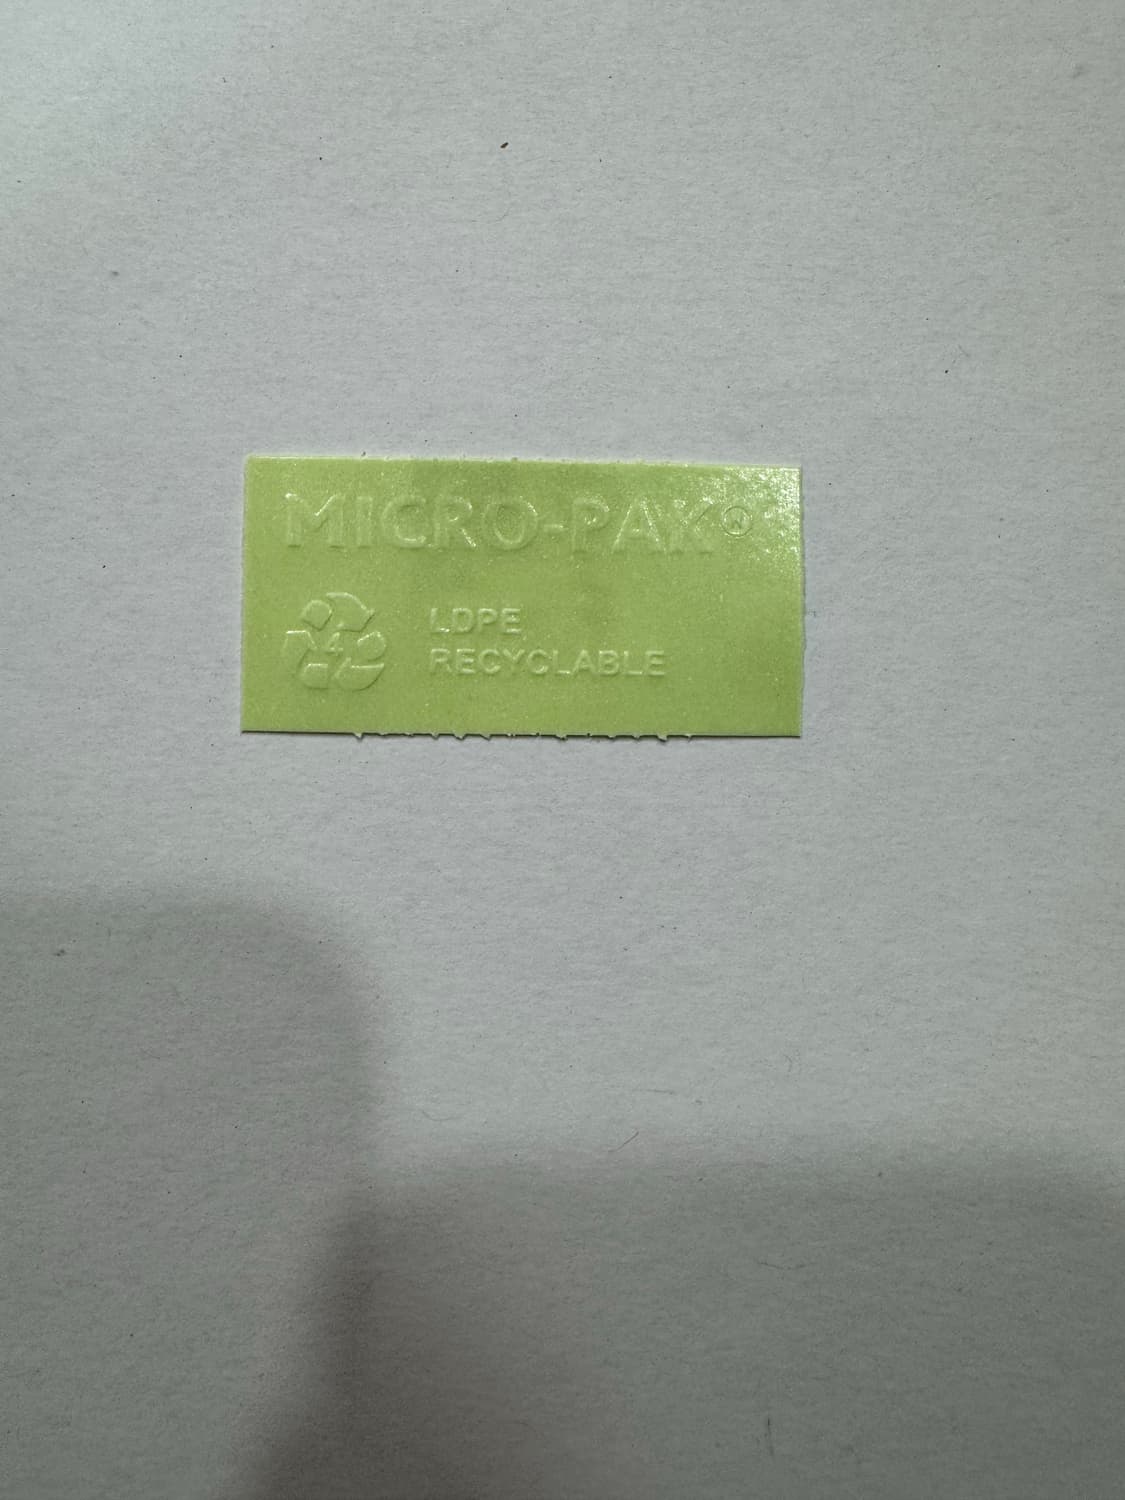 MICRO-PAK®
4
LDPE
RECYCLABLE